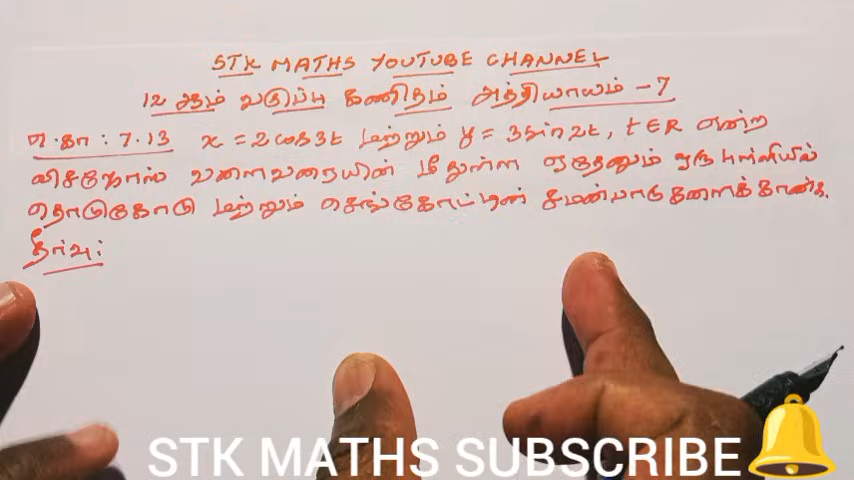 STK MATHS YOUTUBE CHANNEL
12 ஆம் வகுப்பு கணிதம் அத்தியாயம் - 7
எ.கா : 7.13 x = 2cos3t மற்றும் y = 3sin2t, t∈R என்ற
லிசஜோஸ் வளைவரையின் மீதுள்ள ஏதேனும் ஒரு புள்ளியில்
தொடுகோடு மற்றும் செங்கோட்டின் சமன்பாடுகளைக் காண்க.
தீர்வு:
STK MATHS SUBSCRIBE